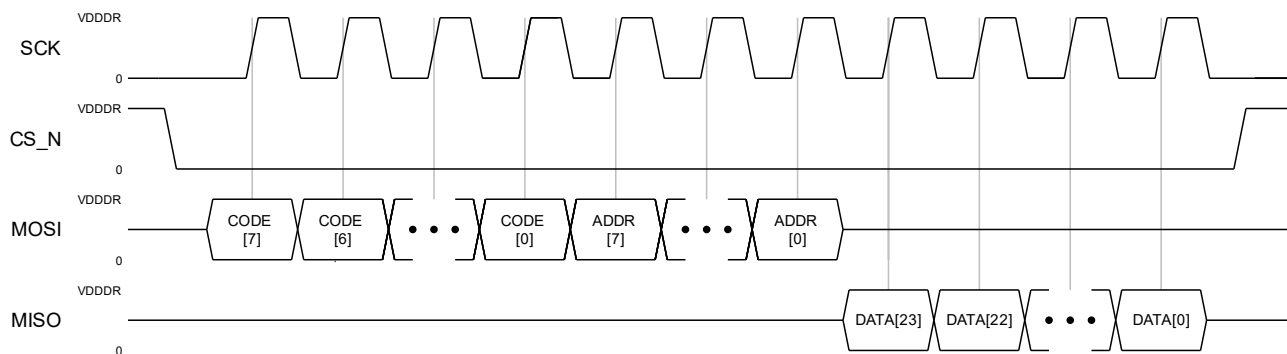 VDDDR
SCK
0
VDDDR
CS_N
0
VDDDR
MOSI
CODE [7]
CODE [6]
• • •
CODE [0]
ADDR [7]
• • •
ADDR [0]
0
VDDDR
MISO
DATA[23]
DATA[22]
• • •
DATA[0]
0